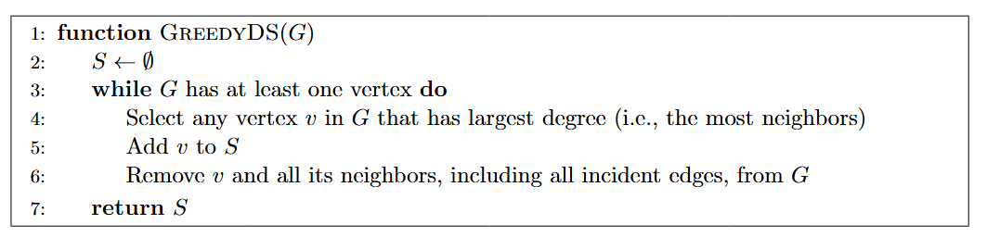 1: function GREEDYDS(G)
2: S ← ∅
3: while G has at least one vertex do
4: Select any vertex v in G that has largest degree (i.e., the most neighbors)
5: Add v to S
6: Remove v and all its neighbors, including all incident edges, from G
7: return S